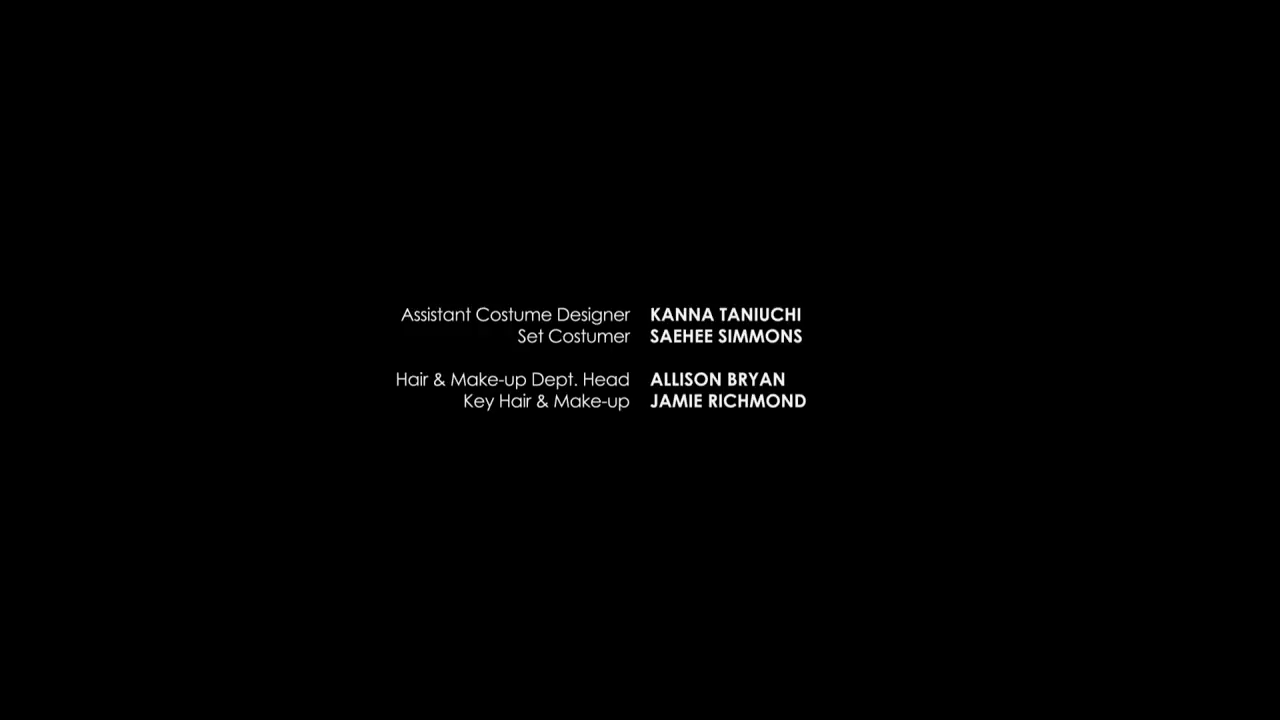 Assistant Costume Designer KANNA TANIUCHI
Set Costumer SAEHEE SIMMONS
Hair & Make-up Dept. Head ALLISON BRYAN
Key Hair & Make-up JAMIE RICHMOND